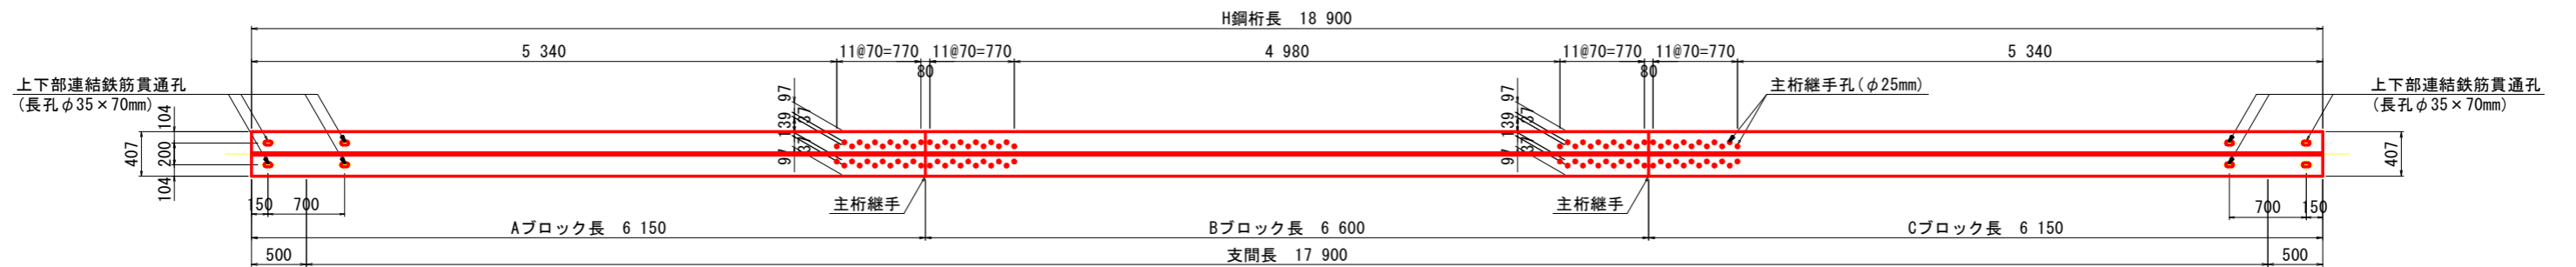 H鋼桁長 18 900
5 340
11@70=770
11@70=770
4 980
11@70=770
11@70=770
5 340
80
80
上下部連結鉄筋貫通孔
(長孔φ35×70mm)
主桁継手孔(φ25mm)
上下部連結鉄筋貫通孔
(長孔φ35×70mm)
104
200
104
407
97
37
139
37
97
97
37
139
37
97
407
150
700
主桁継手
主桁継手
700
150
Aブロック長 6 150
Bブロック長 6 600
Cブロック長 6 150
500
支間長 17 900
500